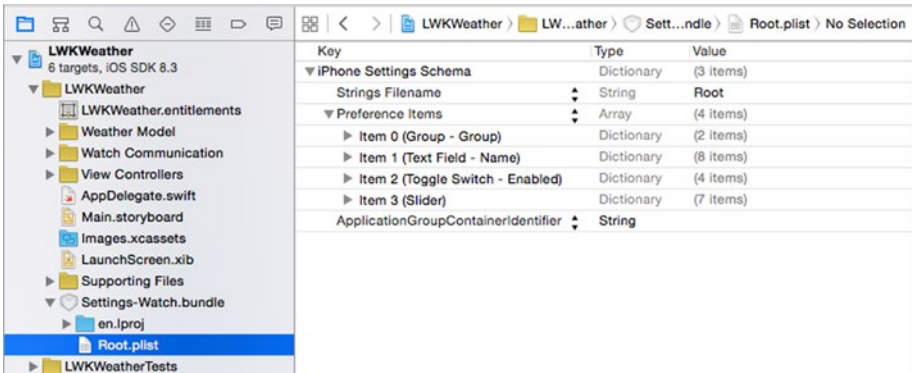 LWKWeather 〉 LW...ather 〉 Sett...ndle 〉 Root.plist 〉 No Selection
LWKWeather
6 targets, iOS SDK 8.3
LWKWeather
LWKWeather.entitlements
Weather Model
Watch Communication
View Controllers
AppDelegate.swift
Main.storyboard
Images.xcassets
LaunchScreen.xib
Supporting Files
Settings-Watch.bundle
en.lproj
Root.plist
LWKWeatherTests
Key Type Value
iPhone Settings Schema Dictionary (3 items)
Strings Filename String Root
Preference Items Array (4 items)
Item 0 (Group - Group) Dictionary (2 items)
Item 1 (Text Field - Name) Dictionary (8 items)
Item 2 (Toggle Switch - Enabled) Dictionary (4 items)
Item 3 (Slider) Dictionary (7 items)
ApplicationGroupContainerIdentifier String